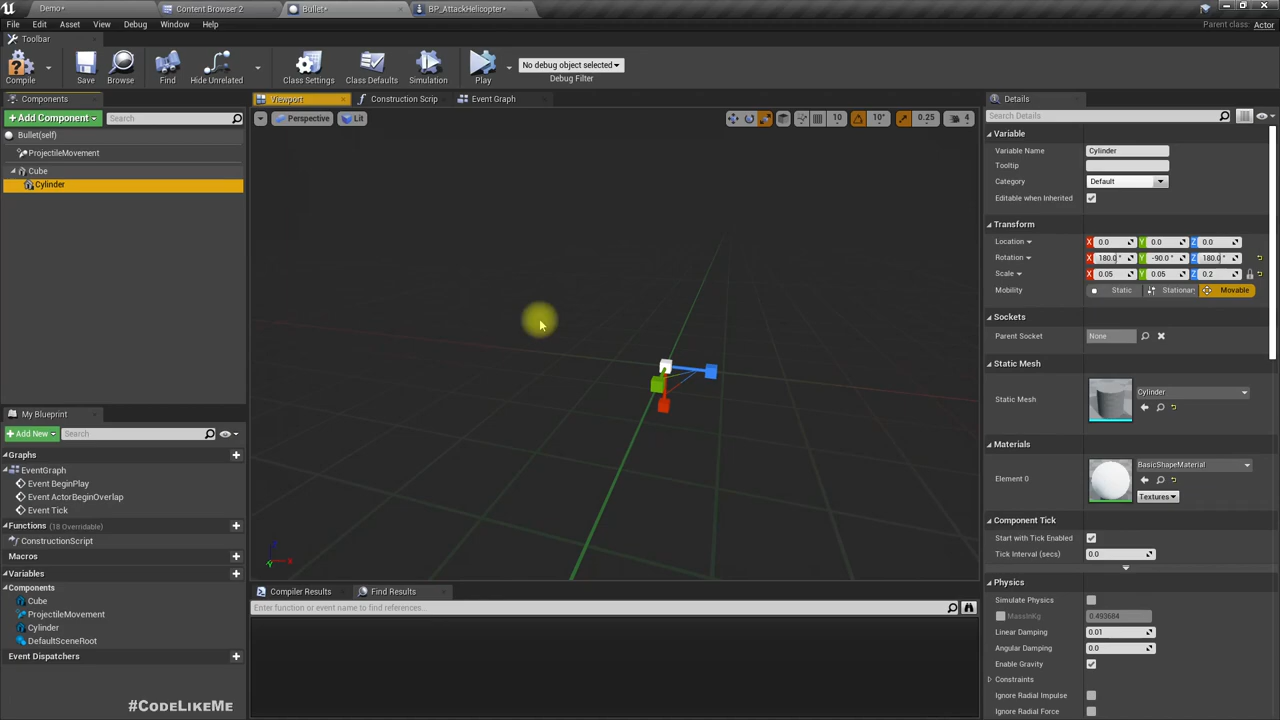 Demo*
Content Browser 2
Bullet*
BP_AttackHelicopter*
File
Edit
Asset
View
Debug
Window
Help
Parent class: Actor
Toolbar
Compile
Save
Browse
Find
Hide Unrelated
Class Settings
Class Defaults
Simulation
Play
No debug object selected
Debug Filter
Components
+Add Component
Search
Bullet(self)
ProjectileMovement
Cube
Cylinder
My Blueprint
+Add New
Search
Graphs
EventGraph
Event BeginPlay
Event ActorBeginOverlap
Event Tick
Functions (18 Overridable)
ConstructionScript
Macros
Variables
Components
Cube
ProjectileMovement
Cylinder
DefaultSceneRoot
Event Dispatchers
#CODELIKEME
Viewport
Construction Scrip
Event Graph
Perspective
Lit
10
10°
0.25
4
X
Compiler Results
Find Results
Enter function or event name to find references...
Details
Search Details
Variable
Variable Name Cylinder
Tooltip
Category Default
Editable when Inherited
Transform
Location X 0.0 Y 0.0 Z 0.0
Rotation X 180.0° Y -90.0° Z 180.0°
Scale X 0.05 Y 0.05 Z 0.2
Mobility Static Stationar Movable
Sockets
Parent Socket None
Static Mesh
Static Mesh Cylinder
Materials
Element 0 BasicShapeMaterial
Textures
Component Tick
Start with Tick Enabled
Tick Interval (secs) 0.0
Physics
Simulate Physics
MassInKg 0.493684
Linear Damping 0.01
Angular Damping 0.0
Enable Gravity
Constraints
Ignore Radial Impulse
Ignore Radial Force